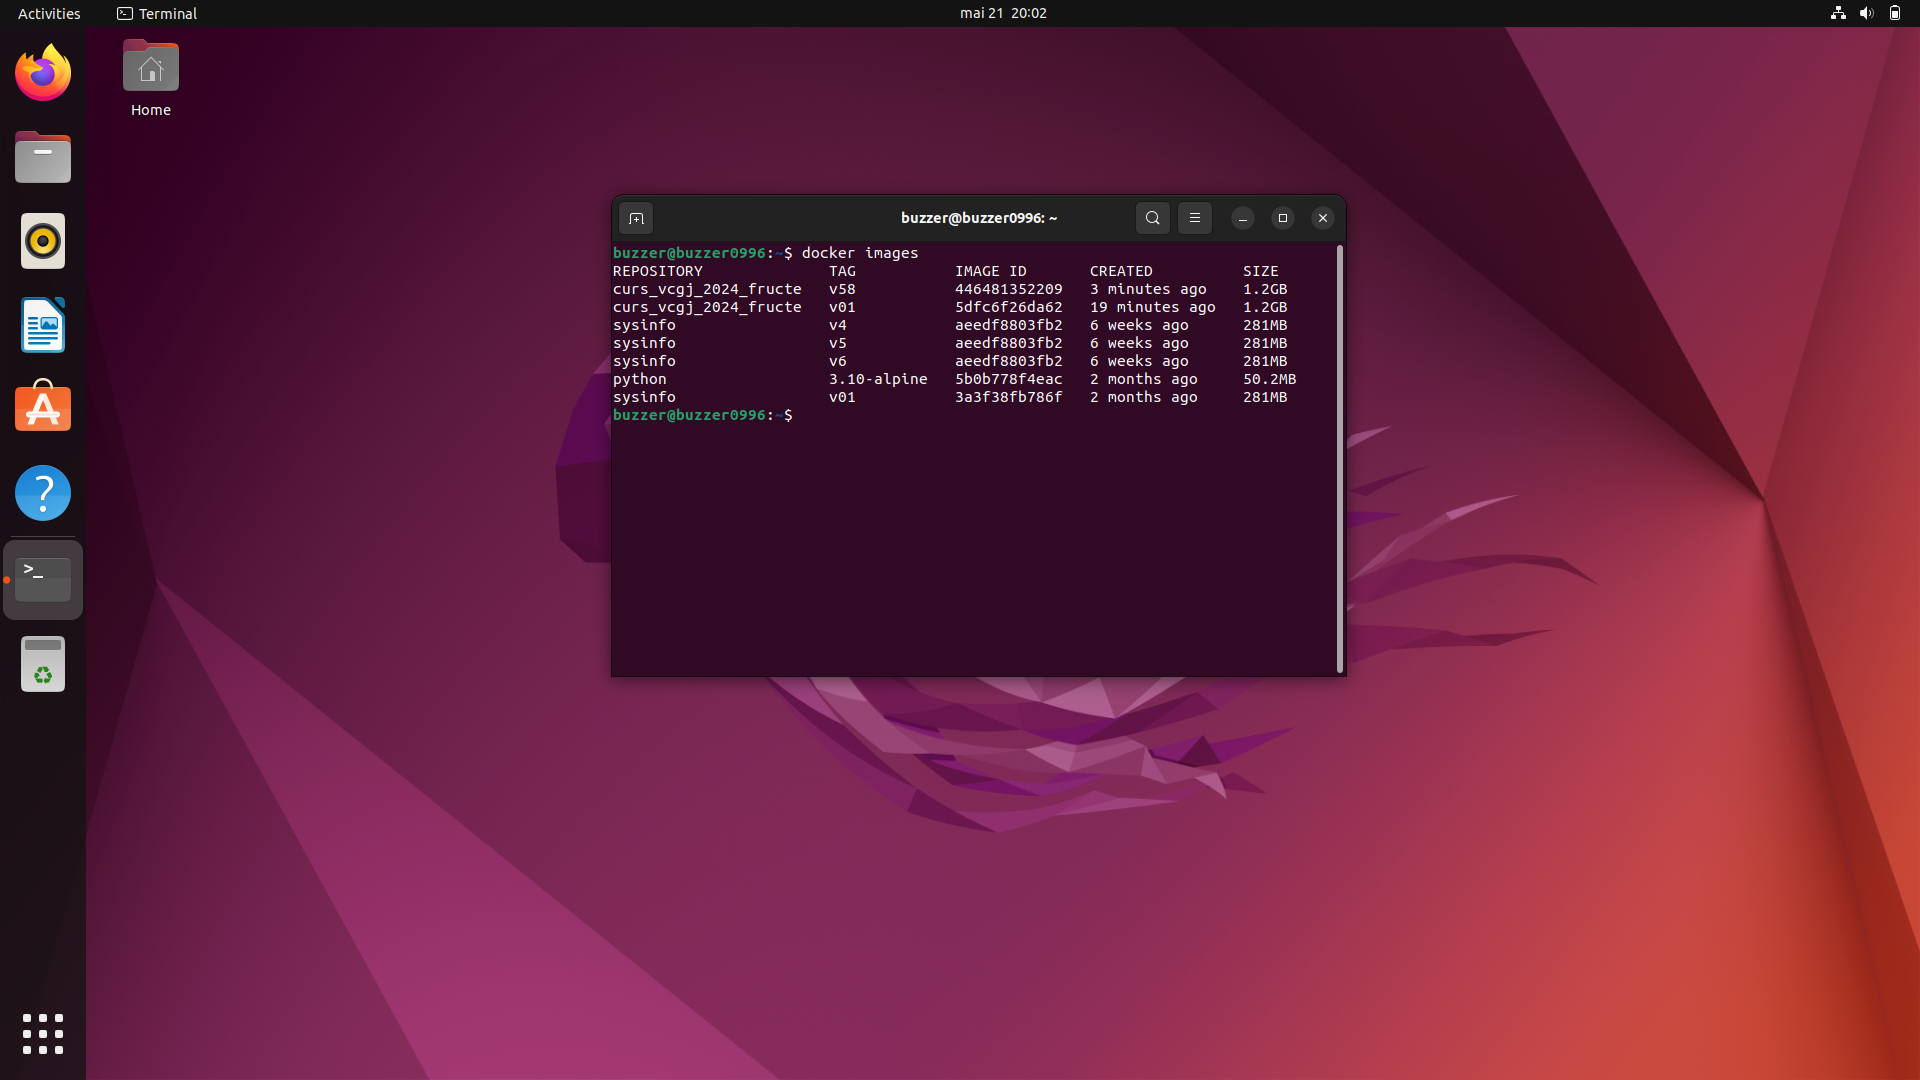 Activities Terminal mai 21 20:02
Home
buzzer@buzzer0996: ~
buzzer@buzzer0996:~$ docker images
REPOSITORY TAG IMAGE ID CREATED SIZE
curs_vcgj_2024_fructe v58 446481352209 3 minutes ago 1.2GB
curs_vcgj_2024_fructe v01 5dfc6f26da62 19 minutes ago 1.2GB
sysinfo v4 aeedf8803fb2 6 weeks ago 281MB
sysinfo v5 aeedf8803fb2 6 weeks ago 281MB
sysinfo v6 aeedf8803fb2 6 weeks ago 281MB
python 3.10-alpine 5b0b778f4eac 2 months ago 50.2MB
sysinfo v01 3a3f38fb786f 2 months ago 281MB
buzzer@buzzer0996:~$